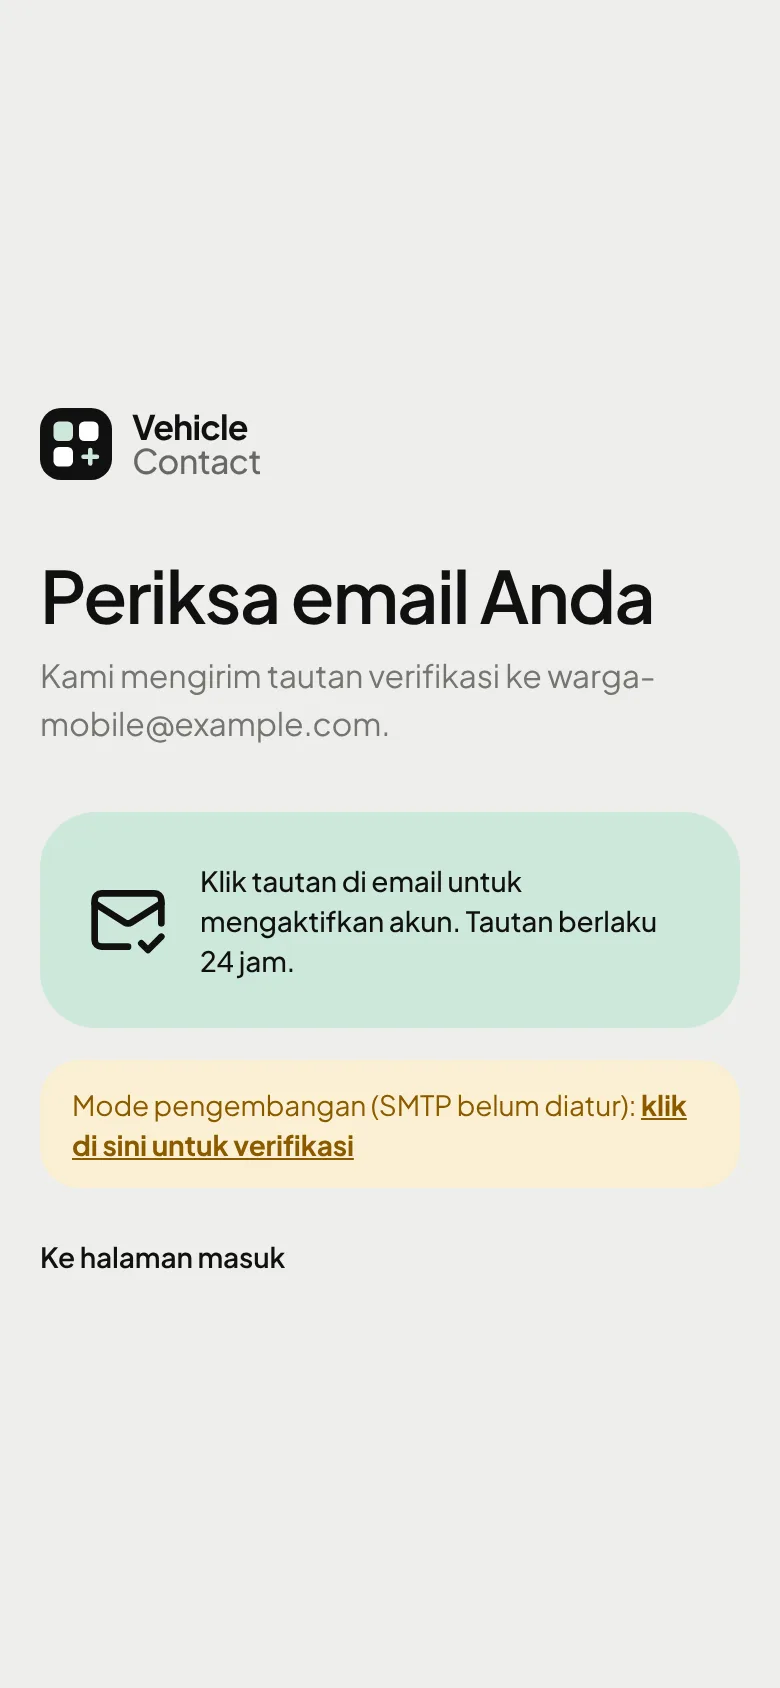 Vehicle
Contact
Periksa email Anda
Kami mengirim tautan verifikasi ke warga-
mobile@example.com.
Klik tautan di email untuk
mengaktifkan akun. Tautan berlaku
24 jam.
Mode pengembangan (SMTP belum diatur): klik
di sini untuk verifikasi
Ke halaman masuk